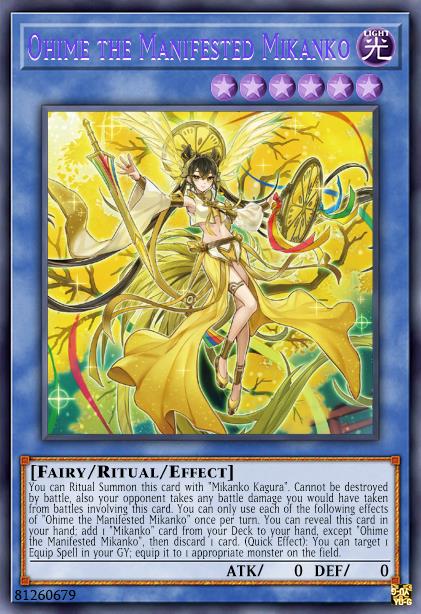 Ohime the Manifested Mikanko
LIGHT
光
[Fairy/Ritual/Effect]
You can Ritual Summon this card with "Mikanko Kagura". Cannot be destroyed
by battle, also your opponent takes any battle damage you would have taken
from battles involving this card. You can only use each of the following effects
of "Ohime the Manifested Mikanko" once per turn. You can reveal this card in
your hand; add 1 "Mikanko" card from your Deck to your hand, except "Ohime
the Manifested Mikanko", then discard 1 card. (Quick Effect): You can target 1
Equip Spell in your GY; equip it to 1 appropriate monster on the field.
ATK/ 0 DEF/ 0
81260679